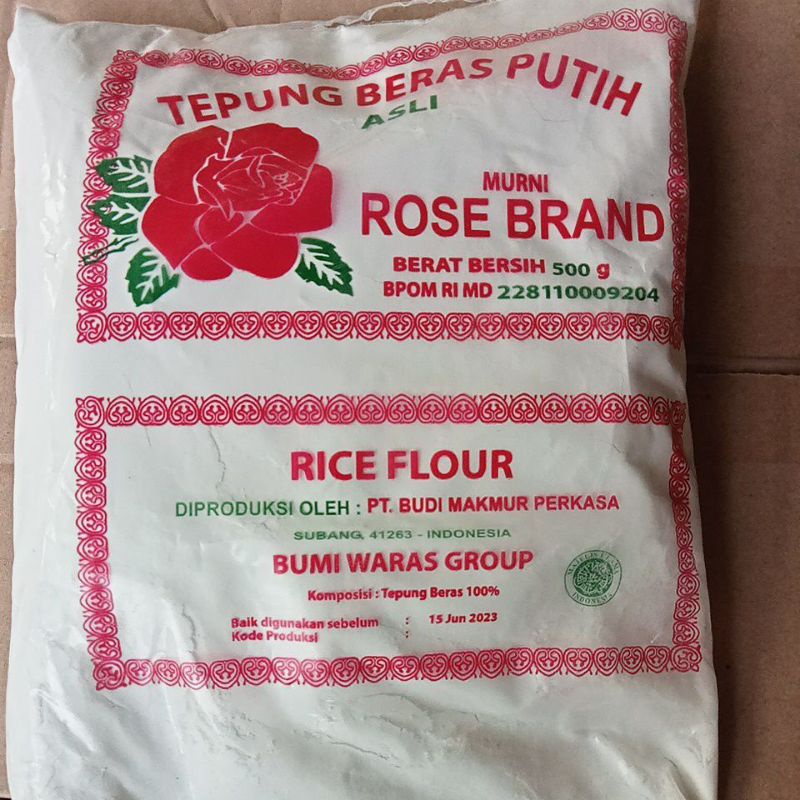 TEPUNG BERAS PUTIH
ASLI
MURNI
ROSE BRAND
BERAT BERSIH 500 g
BPOM RI MD 228110009204
RICE FLOUR
DIPRODUKSI OLEH : PT. BUDI MAKMUR PERKASA
SUBANG, 41263 - INDONESIA
BUMI WARAS GROUP
Komposisi : Tepung Beras 100%
Baik digunakan sebelum : 15 Jun 2023
Kode Produksi :
INDONESIA